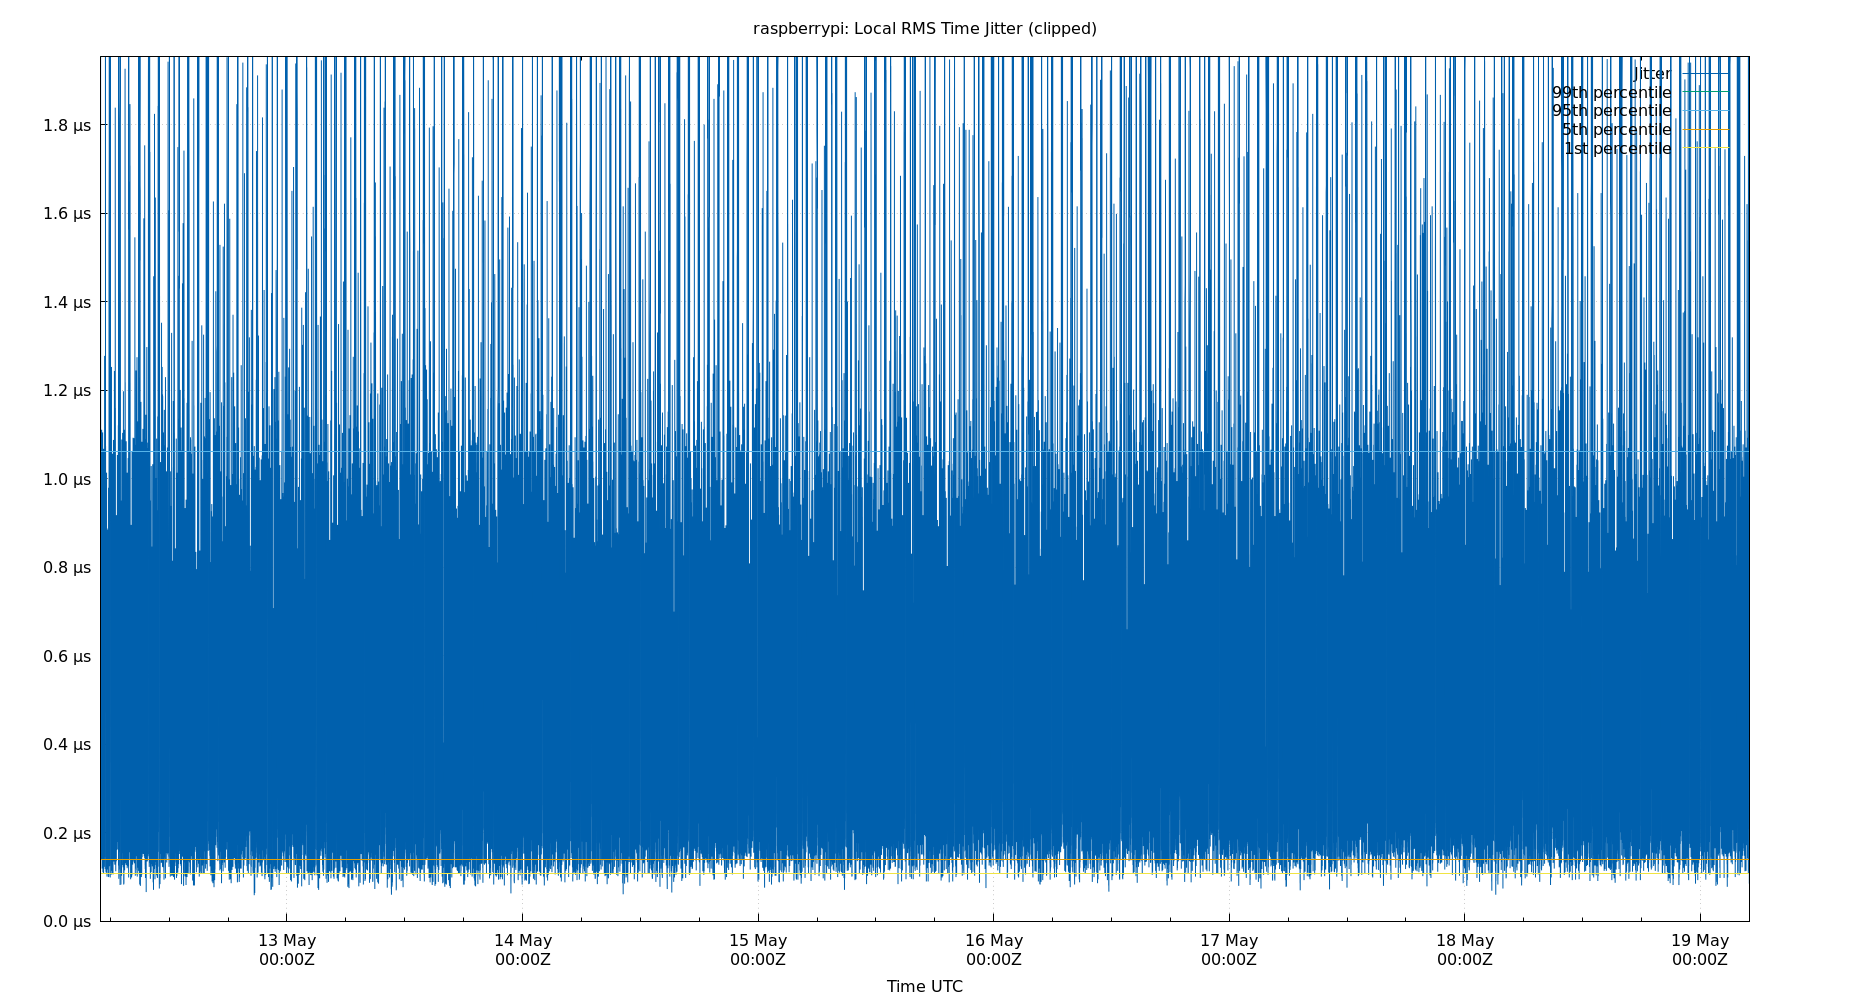 raspberrypi: Local RMS Time Jitter (clipped)
Jitter
99th percentile
95th percentile
5th percentile
1st percentile
1.8 µs
1.6 µs
1.4 µs
1.2 µs
1.0 µs
0.8 µs
0.6 µs
0.4 µs
0.2 µs
0.0 µs
13 May 14 May 15 May 16 May 17 May 18 May 19 May
00:00Z 00:00Z 00:00Z 00:00Z 00:00Z 00:00Z 00:00Z
Time UTC